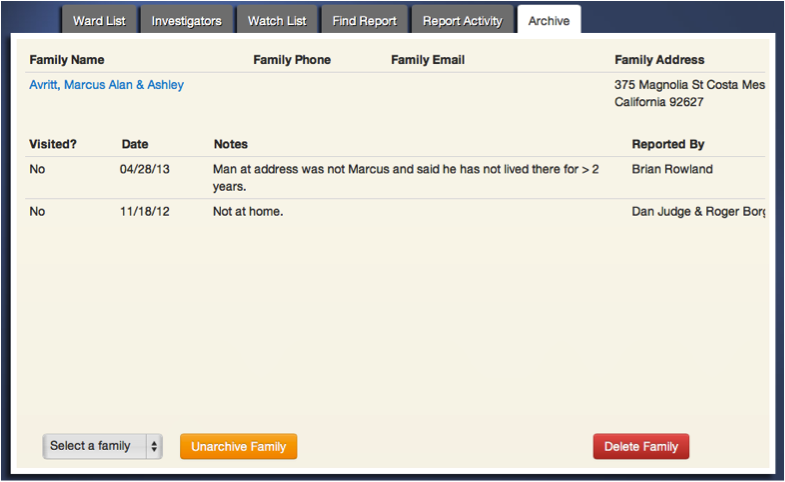 Ward List Investigators Watch List Find Report Report Activity Archive
Family Name Family Phone Family Email Family Address
Avritt, Marcus Alan & Ashley 375 Magnolia St Costa Mes
California 92627
Visited? Date Notes Reported By
No 04/28/13 Man at address was not Marcus and said he has not lived there for > 2 Brian Rowland
years.
No 11/18/12 Not at home. Dan Judge & Roger Borg
Select a family Unarchive Family Delete Family